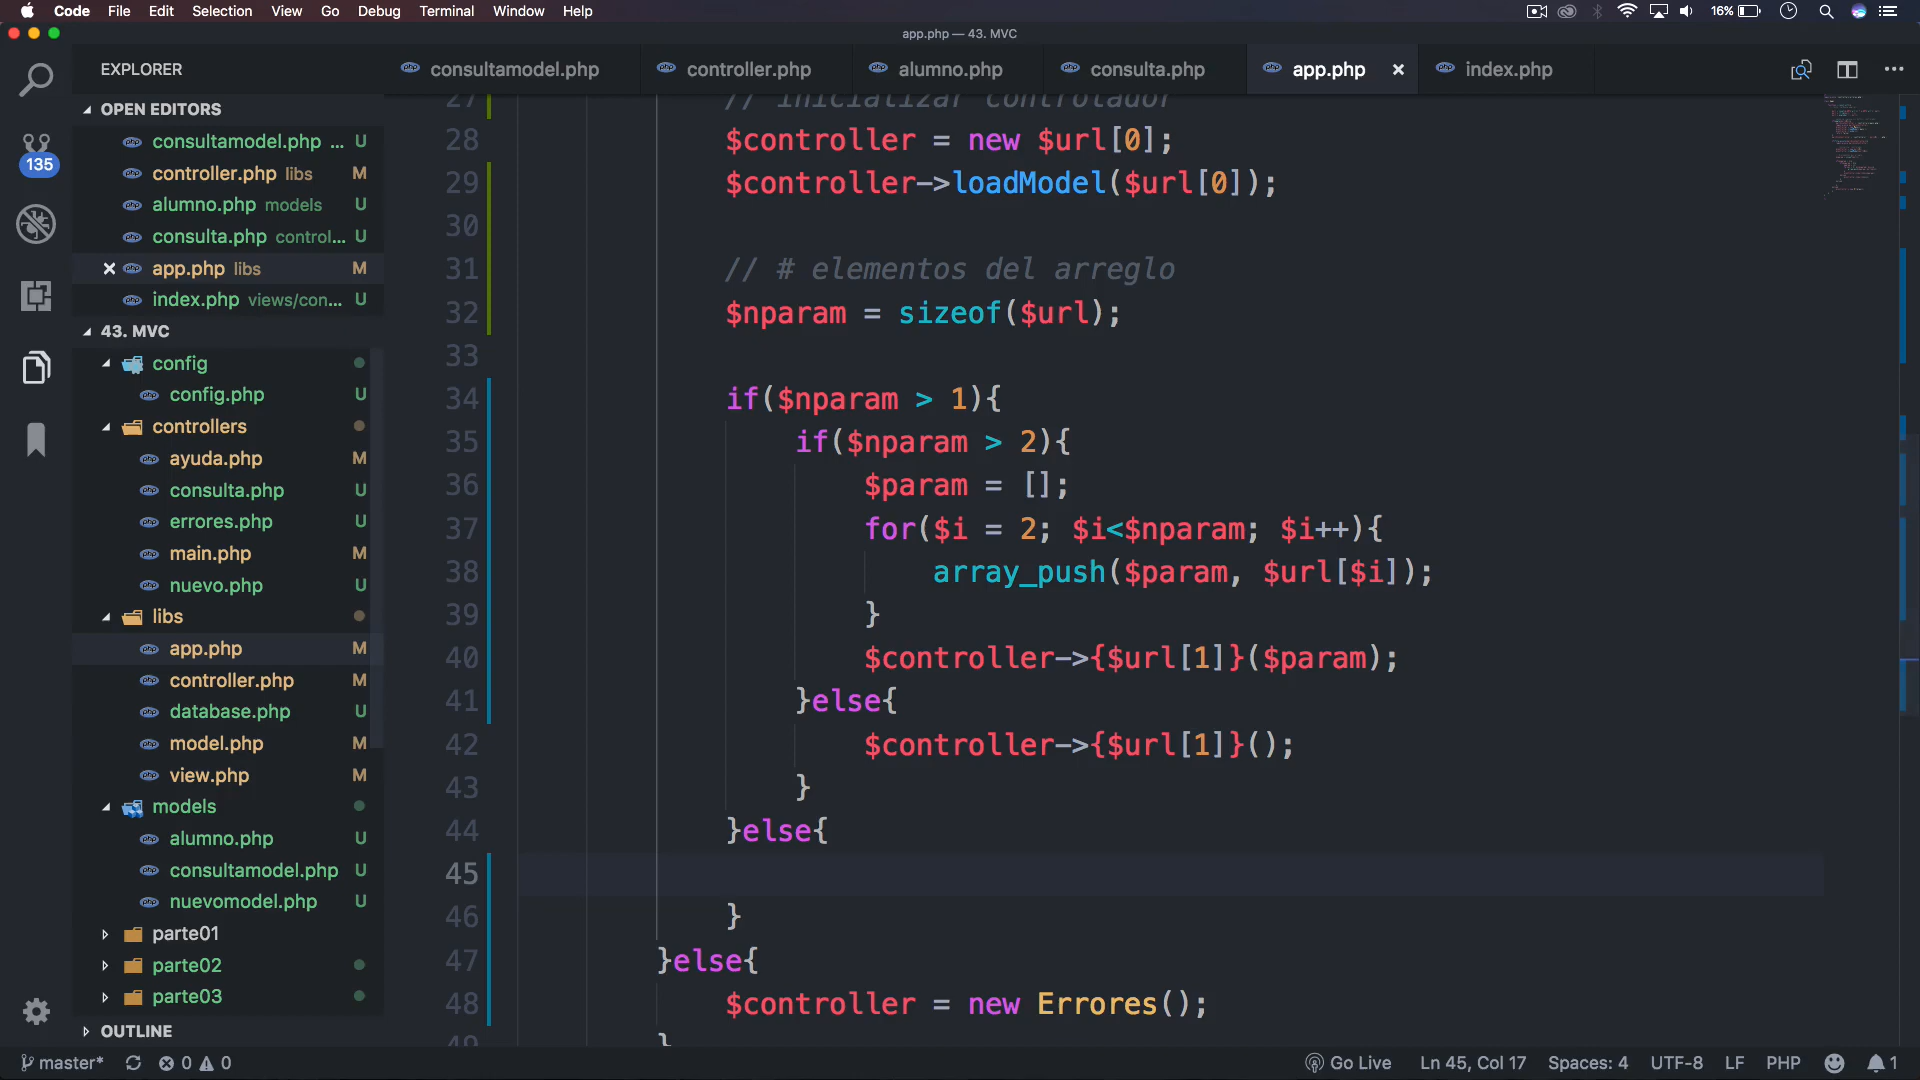 Code File Edit Selection View Go Debug Terminal Window Help 16%
app.php — 43. MVC
EXPLORER
consultamodel.php controller.php alumno.php consulta.php app.php × index.php
OPEN EDITORS
consultamodel.php ... U
controller.php libs M
alumno.php models U
consulta.php control... U
× app.php libs M
index.php views/con... U
135
43. MVC
config
config.php U
controllers
ayuda.php M
consulta.php U
errores.php U
main.php M
nuevo.php U
libs
app.php M
controller.php M
database.php U
model.php M
view.php M
models
alumno.php U
consultamodel.php U
nuevomodel.php U
parte01
parte02
parte03
OUTLINE
27 // inicializar controlador
28 $controller = new $url[0];
29 $controller->loadModel($url[0]);
30
31 // # elementos del arreglo
32 $nparam = sizeof($url);
33
34 if($nparam > 1){
35 if($nparam > 2){
36 $param = [];
37 for($i = 2; $i<$nparam; $i++){
38 array_push($param, $url[$i]);
39 }
40 $controller->{$url[1]}($param);
41 }else{
42 $controller->{$url[1]}();
43 }
44 }else{
45
46 }
47 }else{
48 $controller = new Errores();
49 }
master* 0 0 Go Live Ln 45, Col 17 Spaces: 4 UTF-8 LF PHP 1